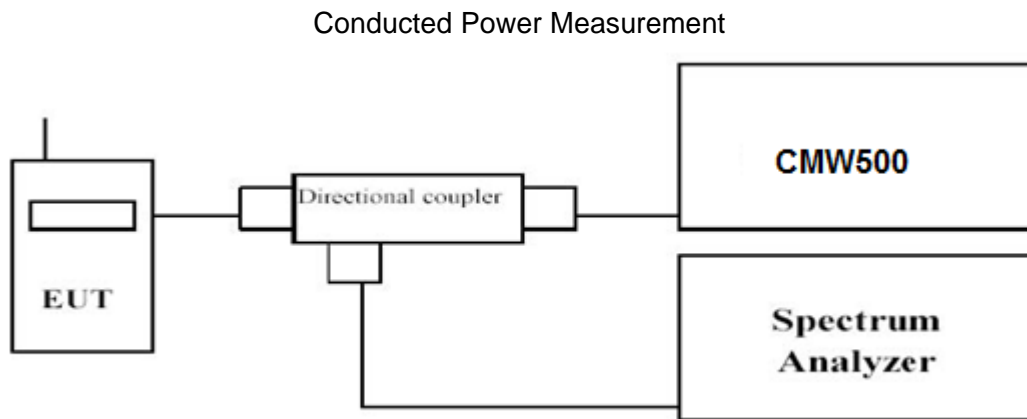 Conducted Power Measurement
CMW500
Directional coupler
EUT
Spectrum
Analyzer